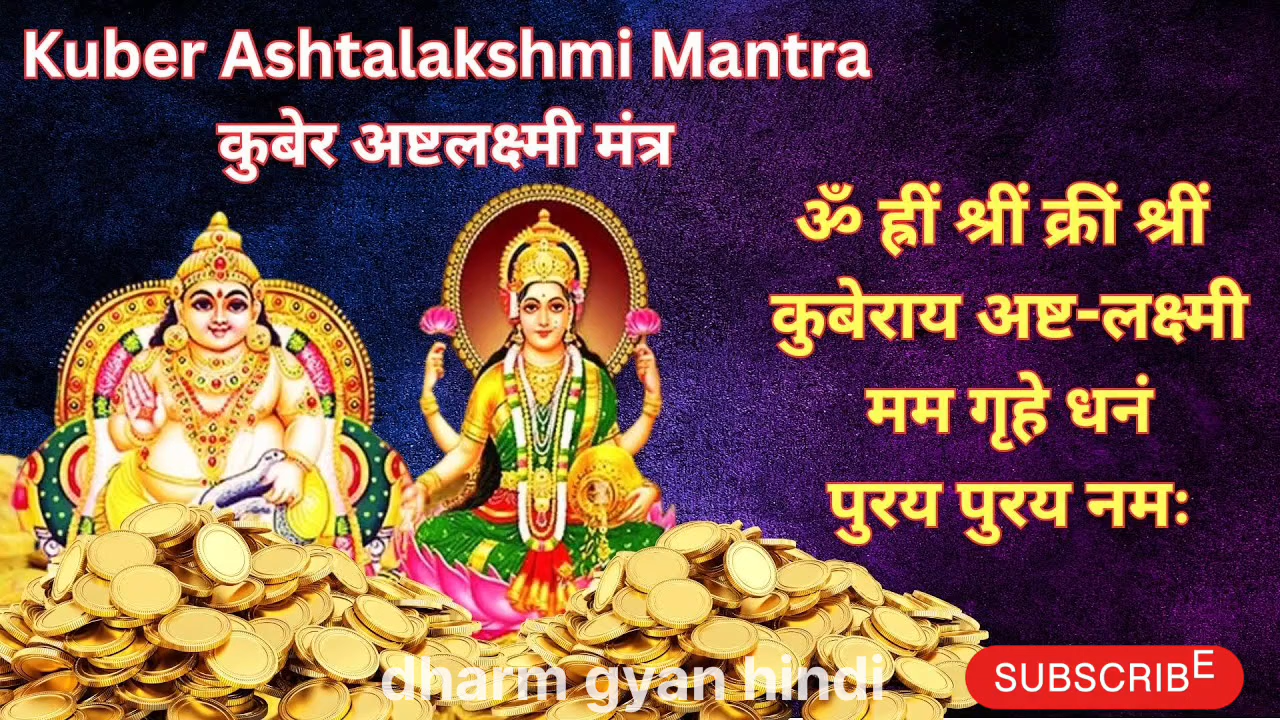 Kuber Ashtalakshmi Mantra
कुबेर अष्टलक्ष्मी मंत्र
ॐ ह्रीं श्रीं क्रीं श्रीं
कुबेराय अष्ट-लक्ष्मी
मम गृहे धनं
पुरय पुरय नमः
dharm gyan hindi
SUBSCRIBE